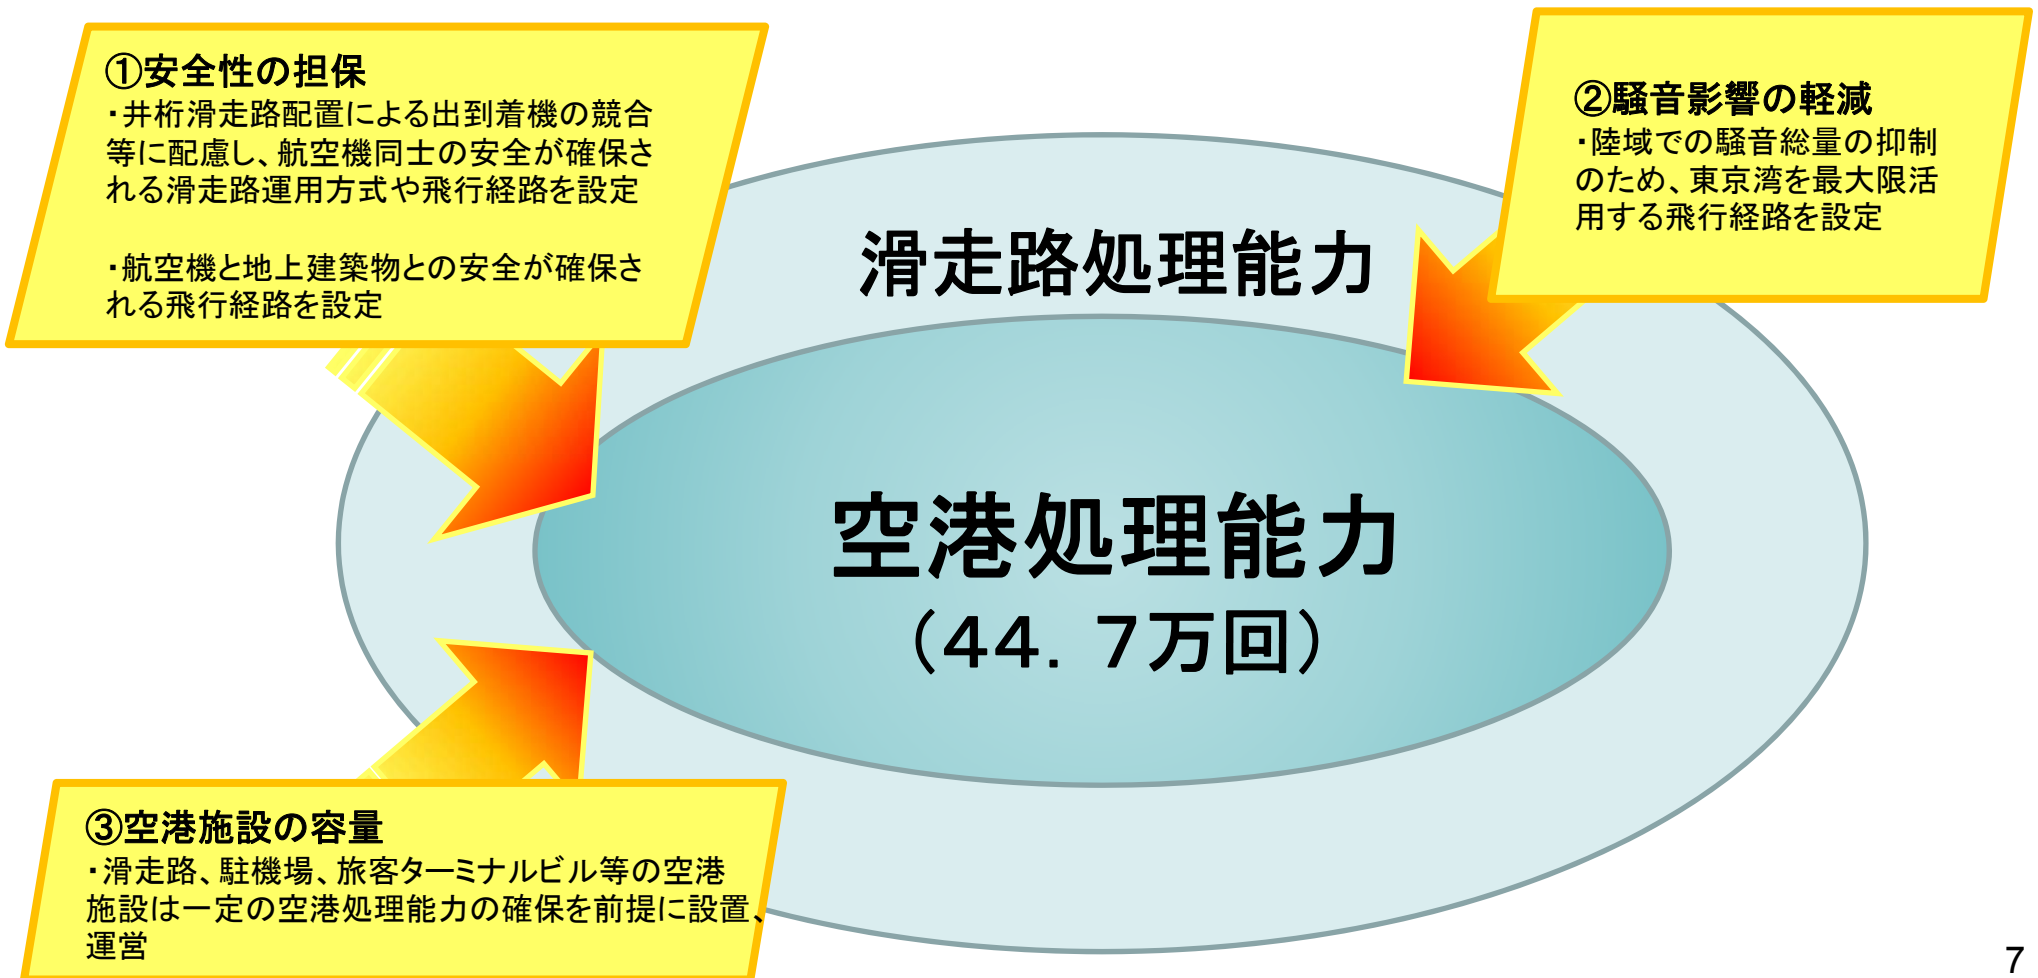 ①安全性の担保
・井桁滑走路配置による出到着機の競合
等に配慮し、航空機同士の安全が確保さ
れる滑走路運用方式や飛行経路を設定
・航空機と地上建築物との安全が確保さ
れる飛行経路を設定
②騒音影響の軽減
・陸域での騒音総量の抑制
のため、東京湾を最大限活
用する飛行経路を設定
滑走路処理能力
空港処理能力
（４４．７万回）
③空港施設の容量
・滑走路、駐機場、旅客ターミナルビル等の空港
施設は一定の空港処理能力の確保を前提に設置、
運営
7